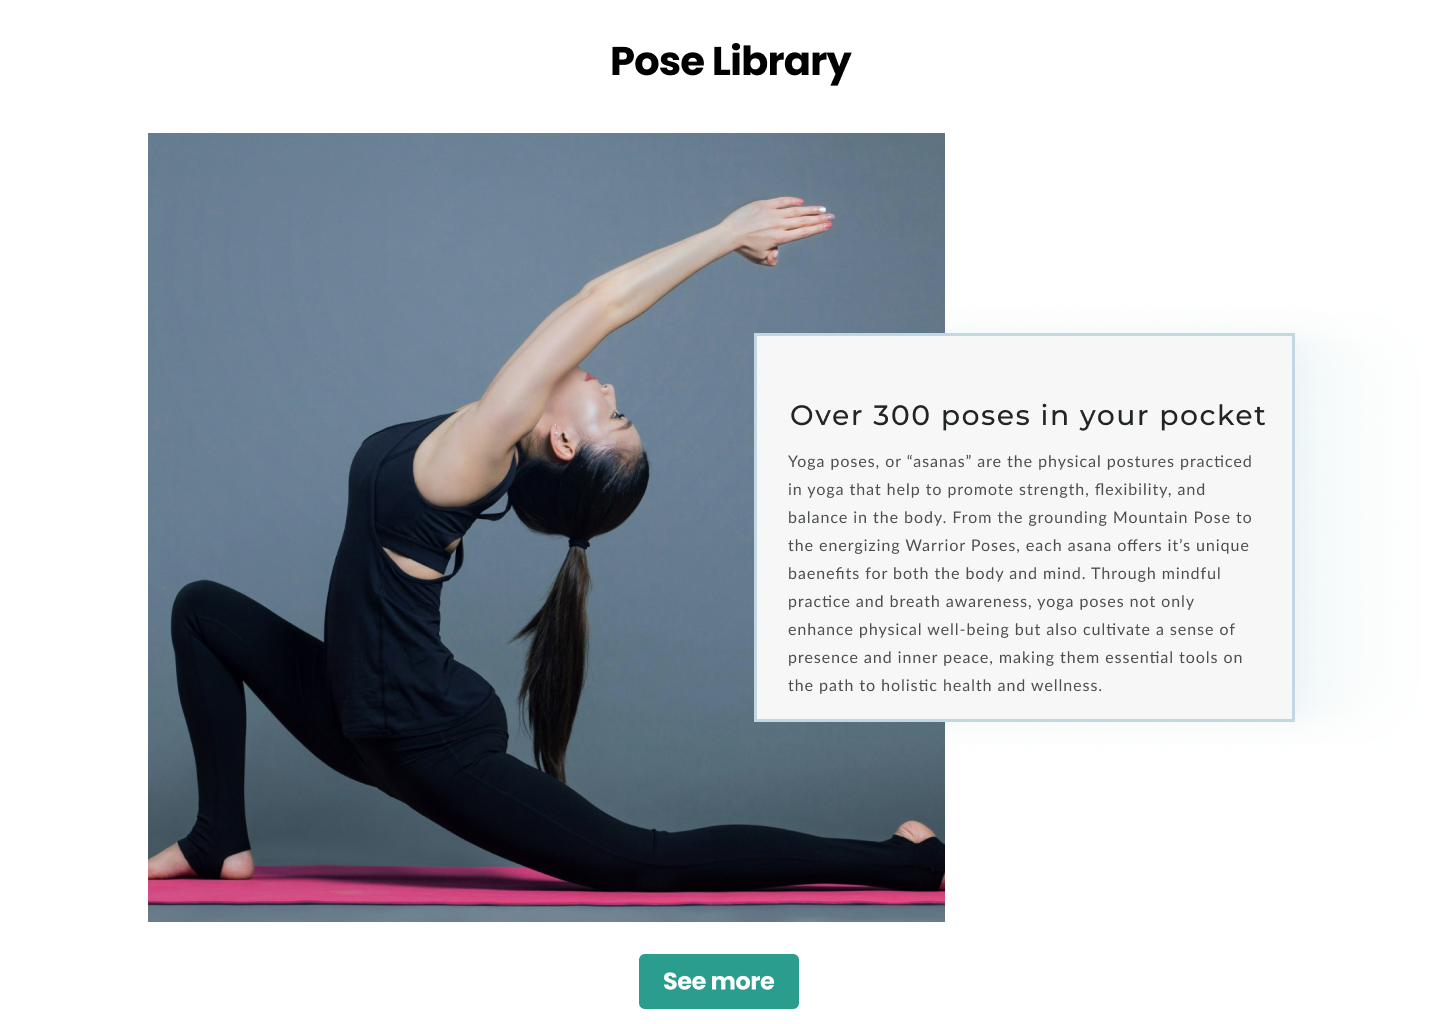 Pose Library
Over 300 poses in your pocket
Yoga poses, or “asanas” are the physical postures practiced
in yoga that help to promote strength, flexibility, and
balance in the body. From the grounding Mountain Pose to
the energizing Warrior Poses, each asana offers it’s unique
baenefits for both the body and mind. Through mindful
practice and breath awareness, yoga poses not only
enhance physical well-being but also cultivate a sense of
presence and inner peace, making them essential tools on
the path to holistic health and wellness.
See more